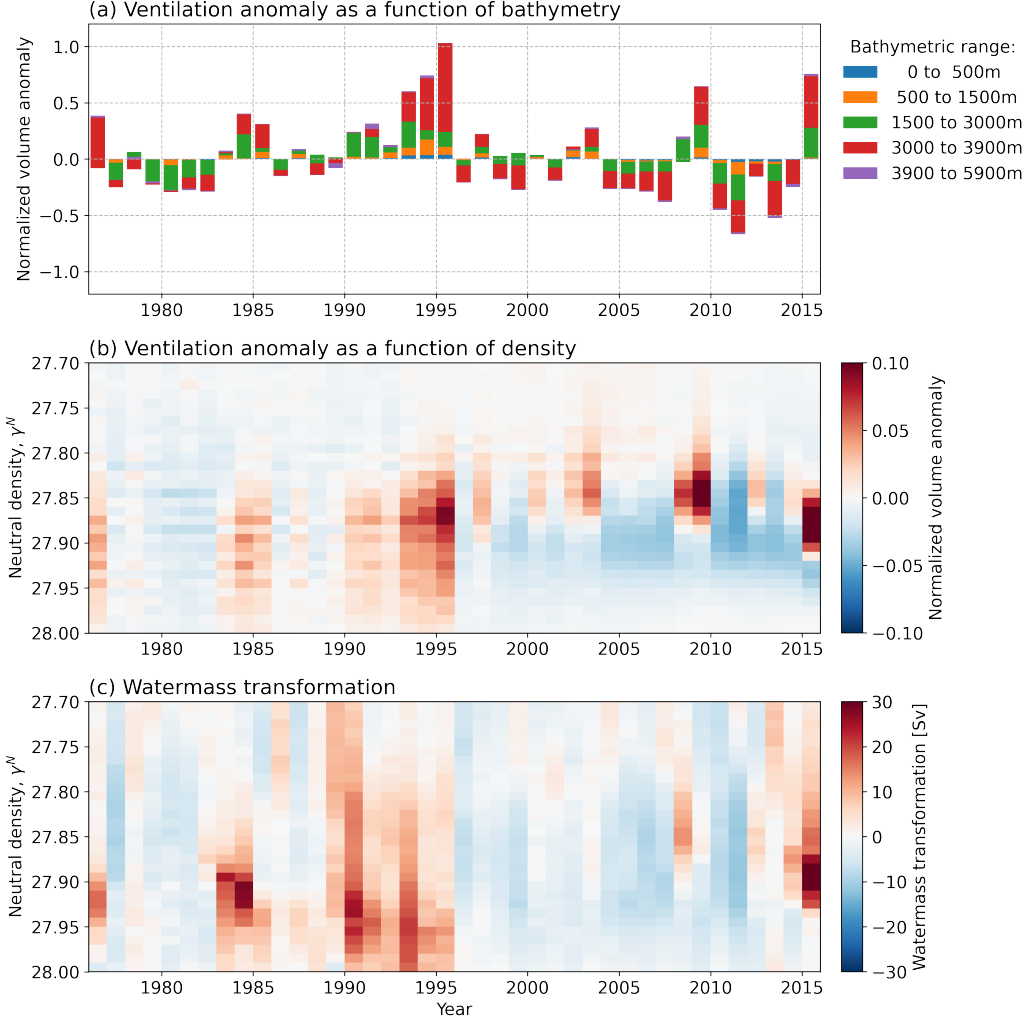 (a) Ventilation anomaly as a function of bathymetry
Normalized volume anomaly
1.0
0.5
0.0
−0.5
−1.0
1980 1985 1990 1995 2000 2005 2010 2015
Bathymetric range:
0 to 500m
500 to 1500m
1500 to 3000m
3000 to 3900m
3900 to 5900m
(b) Ventilation anomaly as a function of density
Neutral density, γᴺ
27.70
27.75
27.80
27.85
27.90
27.95
28.00
1980 1985 1990 1995 2000 2005 2010 2015
0.10
0.05
0.00
−0.05
−0.10
Normalized volume anomaly
(c) Watermass transformation
Neutral density, γᴺ
27.70
27.75
27.80
27.85
27.90
27.95
28.00
1980 1985 1990 1995 2000 2005 2010 2015
Year
30
20
10
0
−10
−20
−30
Watermass transformation [Sv]